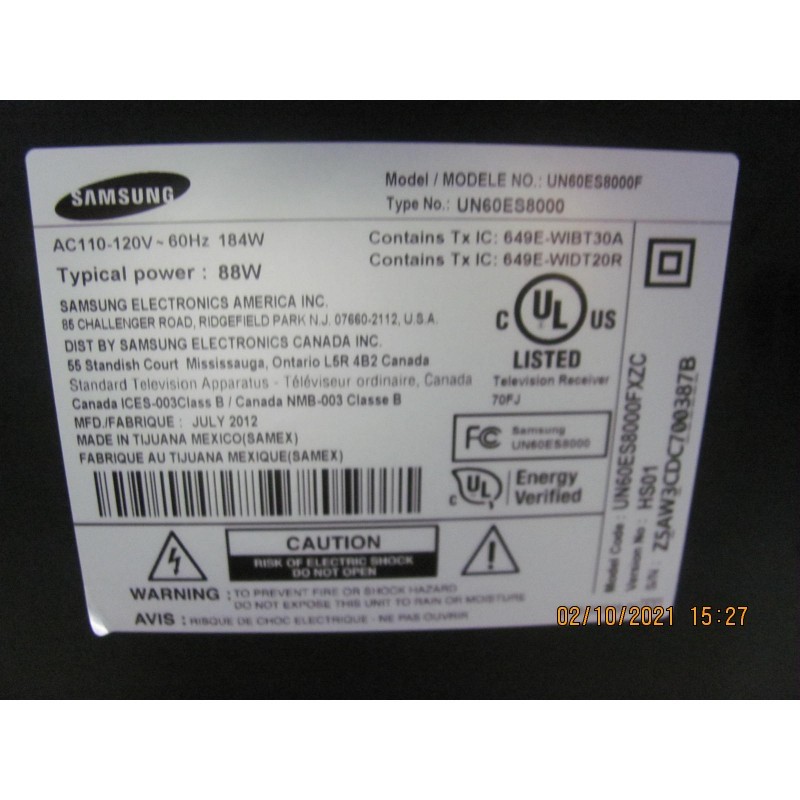 SAMSUNG
Model / MODELE NO.: UN60ES8000F
Type No.: UN60ES8000
AC110-120V ~ 60Hz 184W
Typical power : 88W
Contains Tx IC: 649E-WIBT30A
Contains Tx IC: 649E-WIDT20R
SAMSUNG ELECTRONICS AMERICA INC.
85 CHALLENGER ROAD, RIDGEFIELD PARK N.J. 07660-2112, U.S.A.
DIST BY SAMSUNG ELECTRONICS CANADA INC.
55 Standish Court Mississauga, Ontario L5R 4B2 Canada
Standard Television Apparatus - Téléviseur ordinaire, Canada
Canada ICES-003Class B / Canada NMB-003 Classe B
MFD/FABRIQUE : JULY 2012
MADE IN TIJUANA MEXICO(SAMEX)
FABRIQUE AU TIJUANA MEXIQUE(SAMEX)
C UL US
LISTED
Television Receiver
70FJ
FC Samsung
UN60ES8000
C UL Energy
Verified
CAUTION
RISK OF ELECTRIC SHOCK
DO NOT OPEN
WARNING : TO PREVENT FIRE OR SHOCK HAZARD
DO NOT EXPOSE THIS UNIT TO RAIN OR MOISTURE
AVIS : RISQUE DE CHOC ELECTRIQUE - NE PAS OUVRIR
Model Code : UN60ES8000FXZC
Version No : HS01
S/N : Z5AW3CDC700387B
02/10/2021 15:27